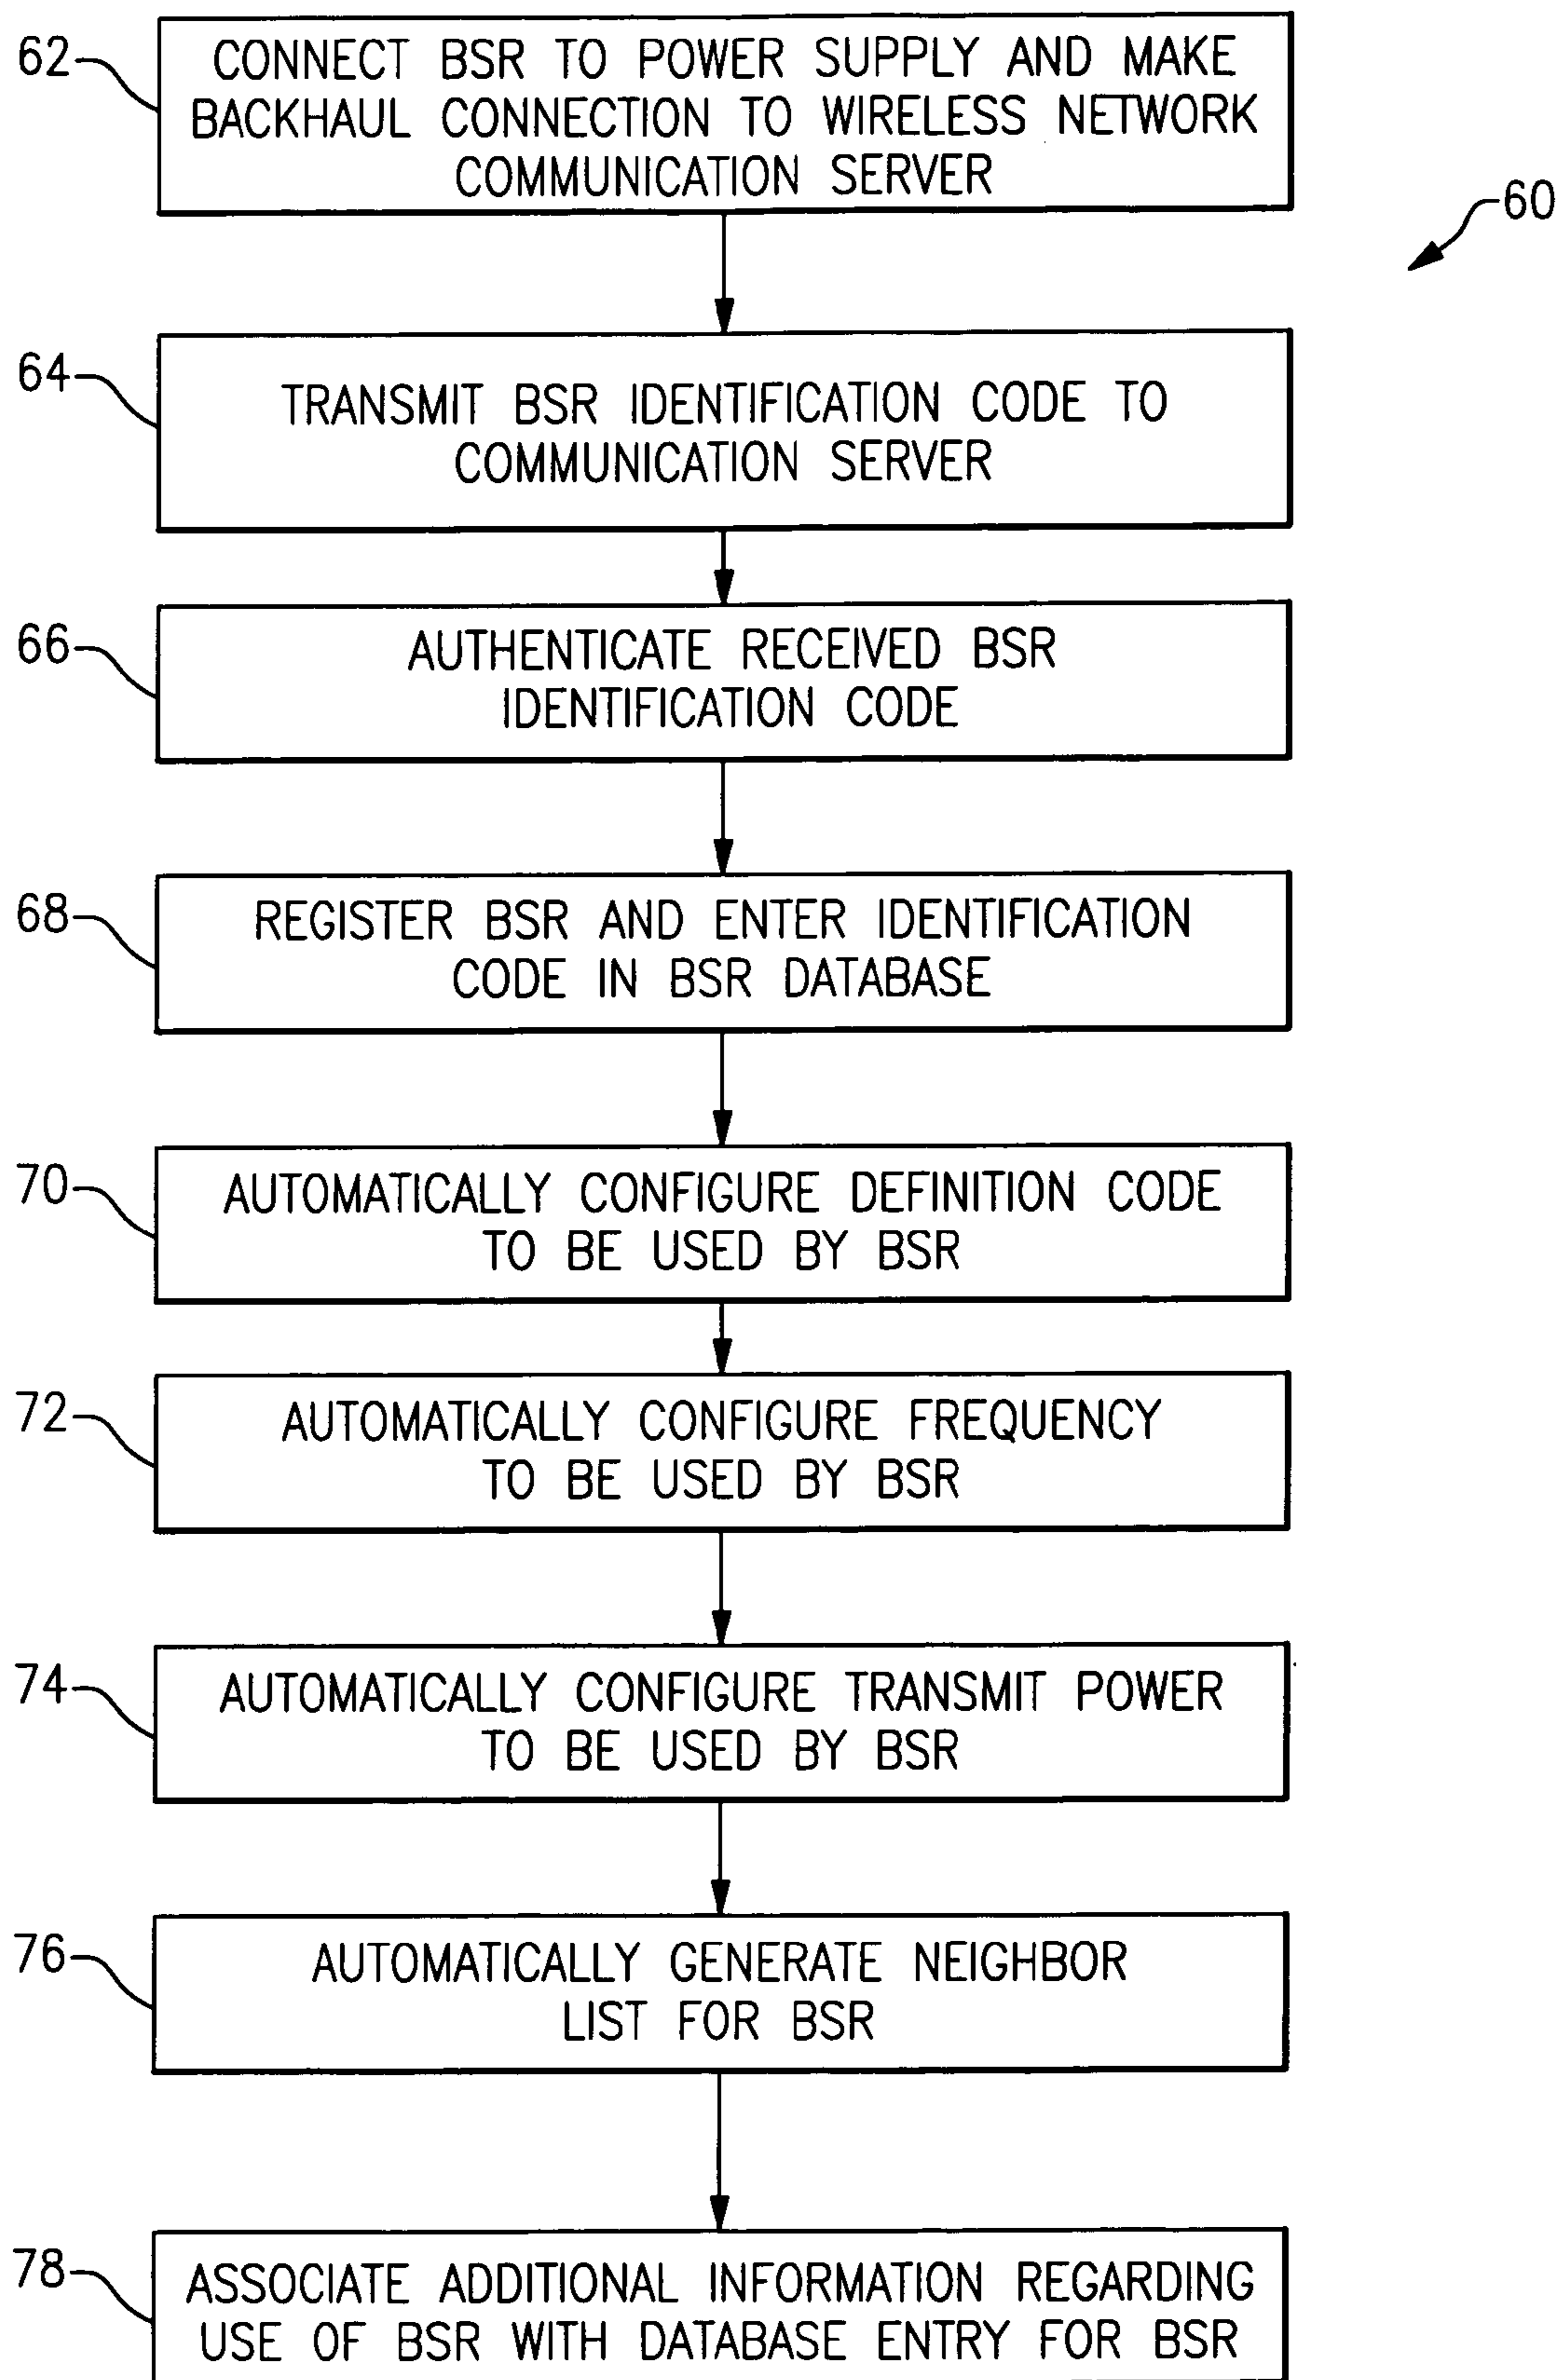 62
CONNECT BSR TO POWER SUPPLY AND MAKE
BACKHAUL CONNECTION TO WIRELESS NETWORK
COMMUNICATION SERVER
60
64
TRANSMIT BSR IDENTIFICATION CODE TO
COMMUNICATION SERVER
66
AUTHENTICATE RECEIVED BSR
IDENTIFICATION CODE
68
REGISTER BSR AND ENTER IDENTIFICATION
CODE IN BSR DATABASE
70
AUTOMATICALLY CONFIGURE DEFINITION CODE
TO BE USED BY BSR
72
AUTOMATICALLY CONFIGURE FREQUENCY
TO BE USED BY BSR
74
AUTOMATICALLY CONFIGURE TRANSMIT POWER
TO BE USED BY BSR
76
AUTOMATICALLY GENERATE NEIGHBOR
LIST FOR BSR
78
ASSOCIATE ADDITIONAL INFORMATION REGARDING
USE OF BSR WITH DATABASE ENTRY FOR BSR